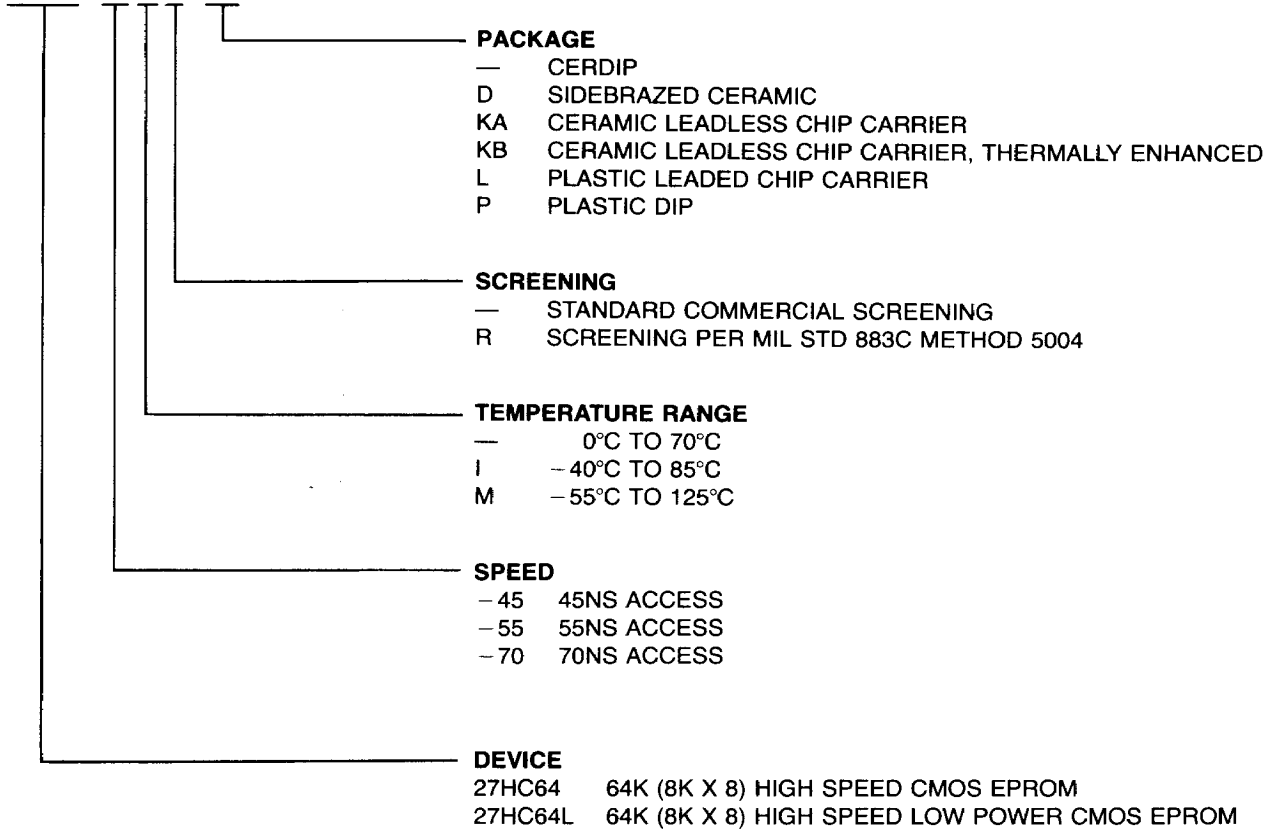 PACKAGE
— CERDIP
D SIDEBRAZED CERAMIC
KA CERAMIC LEADLESS CHIP CARRIER
KB CERAMIC LEADLESS CHIP CARRIER, THERMALLY ENHANCED
L PLASTIC LEADED CHIP CARRIER
P PLASTIC DIP
SCREENING
— STANDARD COMMERCIAL SCREENING
R SCREENING PER MIL STD 883C METHOD 5004
TEMPERATURE RANGE
— 0°C TO 70°C
I −40°C TO 85°C
M −55°C TO 125°C
SPEED
−45 45NS ACCESS
−55 55NS ACCESS
−70 70NS ACCESS
DEVICE
27HC64 64K (8K X 8) HIGH SPEED CMOS EPROM
27HC64L 64K (8K X 8) HIGH SPEED LOW POWER CMOS EPROM